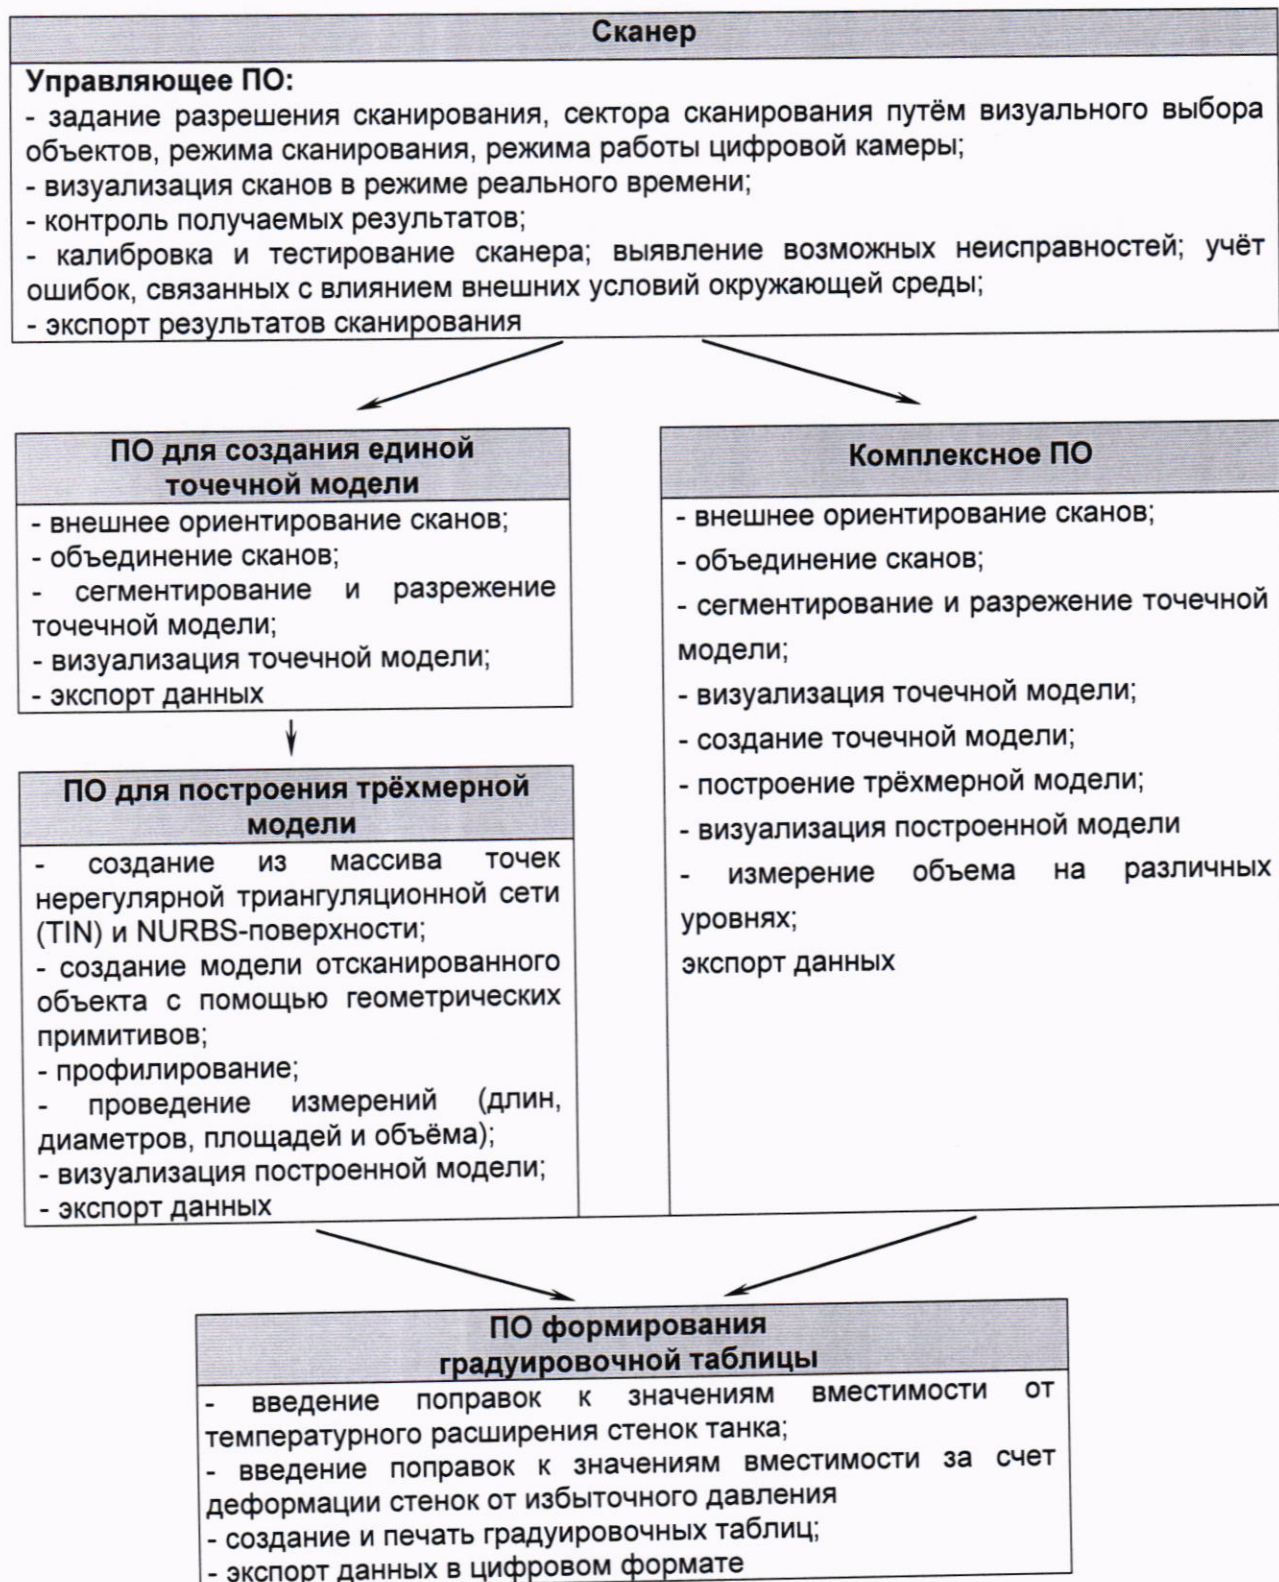 Сканер
Управляющее ПО:
- задание разрешения сканирования, сектора сканирования путём визуального выбора
объектов, режима сканирования, режима работы цифровой камеры;
- визуализация сканов в режиме реального времени;
- контроль получаемых результатов;
- калибровка и тестирование сканера; выявление возможных неисправностей; учёт
ошибок, связанных с влиянием внешних условий окружающей среды;
- экспорт результатов сканирования
ПО для создания единой
точечной модели
- внешнее ориентирование сканов;
- объединение сканов;
- сегментирование и разрежение
точечной модели;
- визуализация точечной модели;
- экспорт данных
ПО для построения трёхмерной
модели
- создание из массива точек
нерегулярной триангуляционной сети
(TIN) и NURBS-поверхности;
- создание модели отсканированного
объекта с помощью геометрических
примитивов;
- профилирование;
- проведение измерений (длин,
диаметров, площадей и объёма);
- визуализация построенной модели;
- экспорт данных
Комплексное ПО
- внешнее ориентирование сканов;
- объединение сканов;
- сегментирование и разрежение точечной
модели;
- визуализация точечной модели;
- создание точечной модели;
- построение трёхмерной модели;
- визуализация построенной модели
- измерение объема на различных
уровнях;
экспорт данных
ПО формирования
градуировочной таблицы
- введение поправок к значениям вместимости от
температурного расширения стенок танка;
- введение поправок к значениям вместимости за счет
деформации стенок от избыточного давления
- создание и печать градуировочных таблиц;
- экспорт данных в цифровом формате